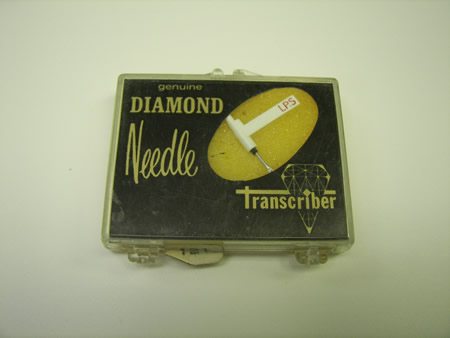 genuine
DIAMOND
Needle
LPS
Transcriber